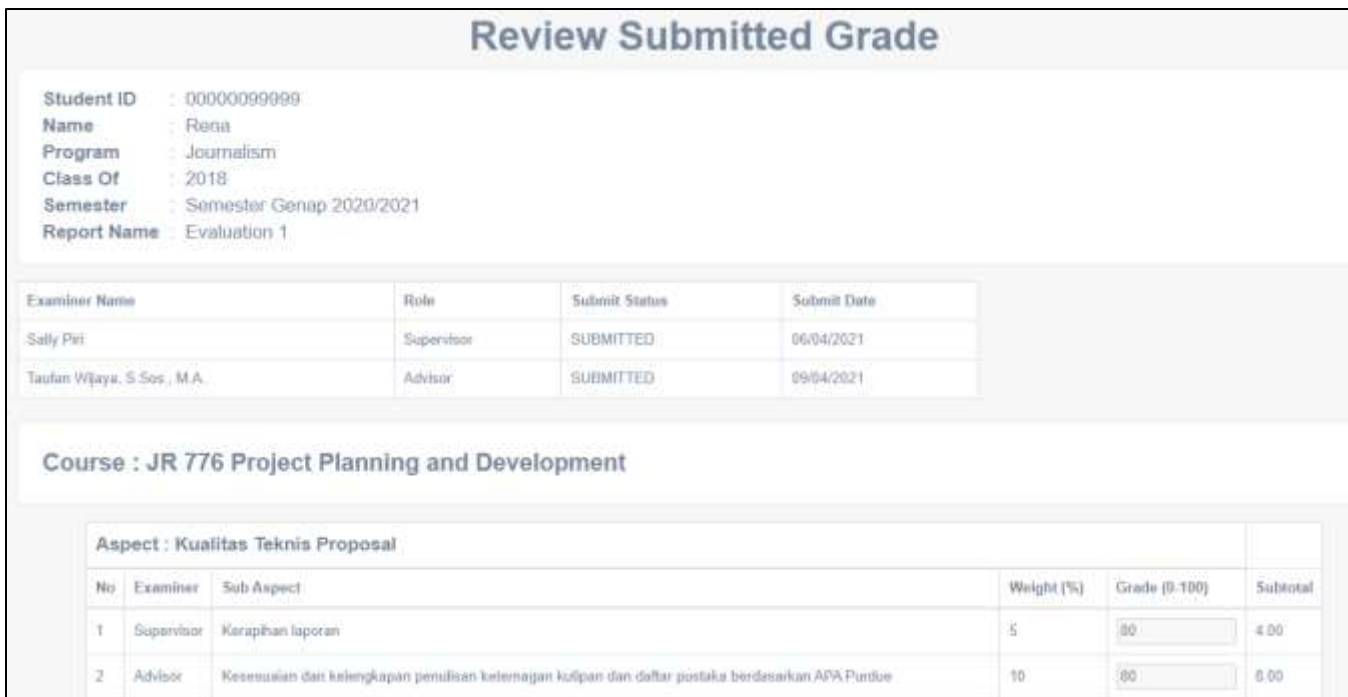 Review Submitted Grade
Student ID : 00000099999
Name : Rena
Program : Journalism
Class Of : 2018
Semester : Semester Genap 2020/2021
Report Name : Evaluation 1
Examiner Name Role Submit Status Submit Date
Sally Piri Supervisor SUBMITTED 06/04/2021
Taufan Wijaya, S.Sos., M.A. Advisor SUBMITTED 09/04/2021
Course : JR 776 Project Planning and Development
Aspect : Kualitas Teknis Proposal
No Examiner Sub Aspect Weight (%) Grade (0-100) Subtotal
1 Supervisor Kerapihan laporan 5 80 4.00
2 Advisor Kesesuaian dan kelengkapan penulisan keternagan kutipan dan daftar pustaka berdasarkan APA Purdue 10 80 8.00